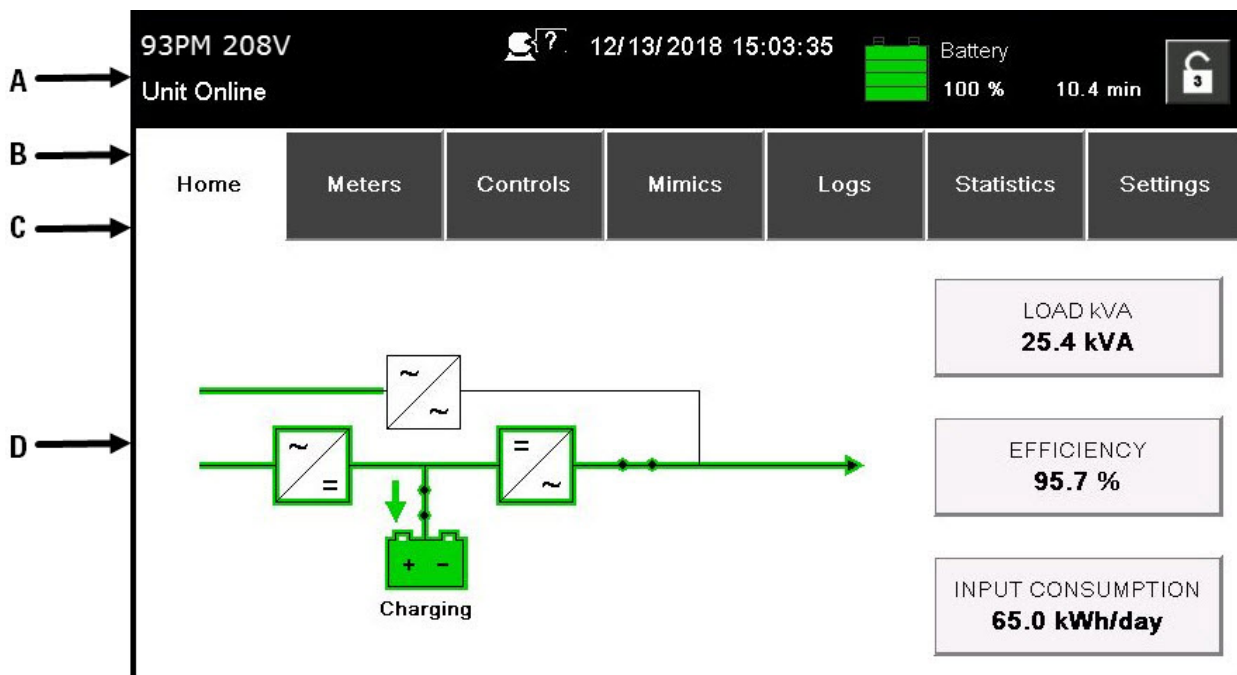 93PM 208V
? 12/13/2018 15:03:35
Battery
A
Unit Online
100 % 10.4 min
3
B
Home Meters Controls Mimics Logs Statistics Settings
C
LOAD kVA
25.4 kVA
~
~
D
EFFICIENCY
95.7 %
~
=
=
~
+ -
Charging
INPUT CONSUMPTION
65.0 kWh/day